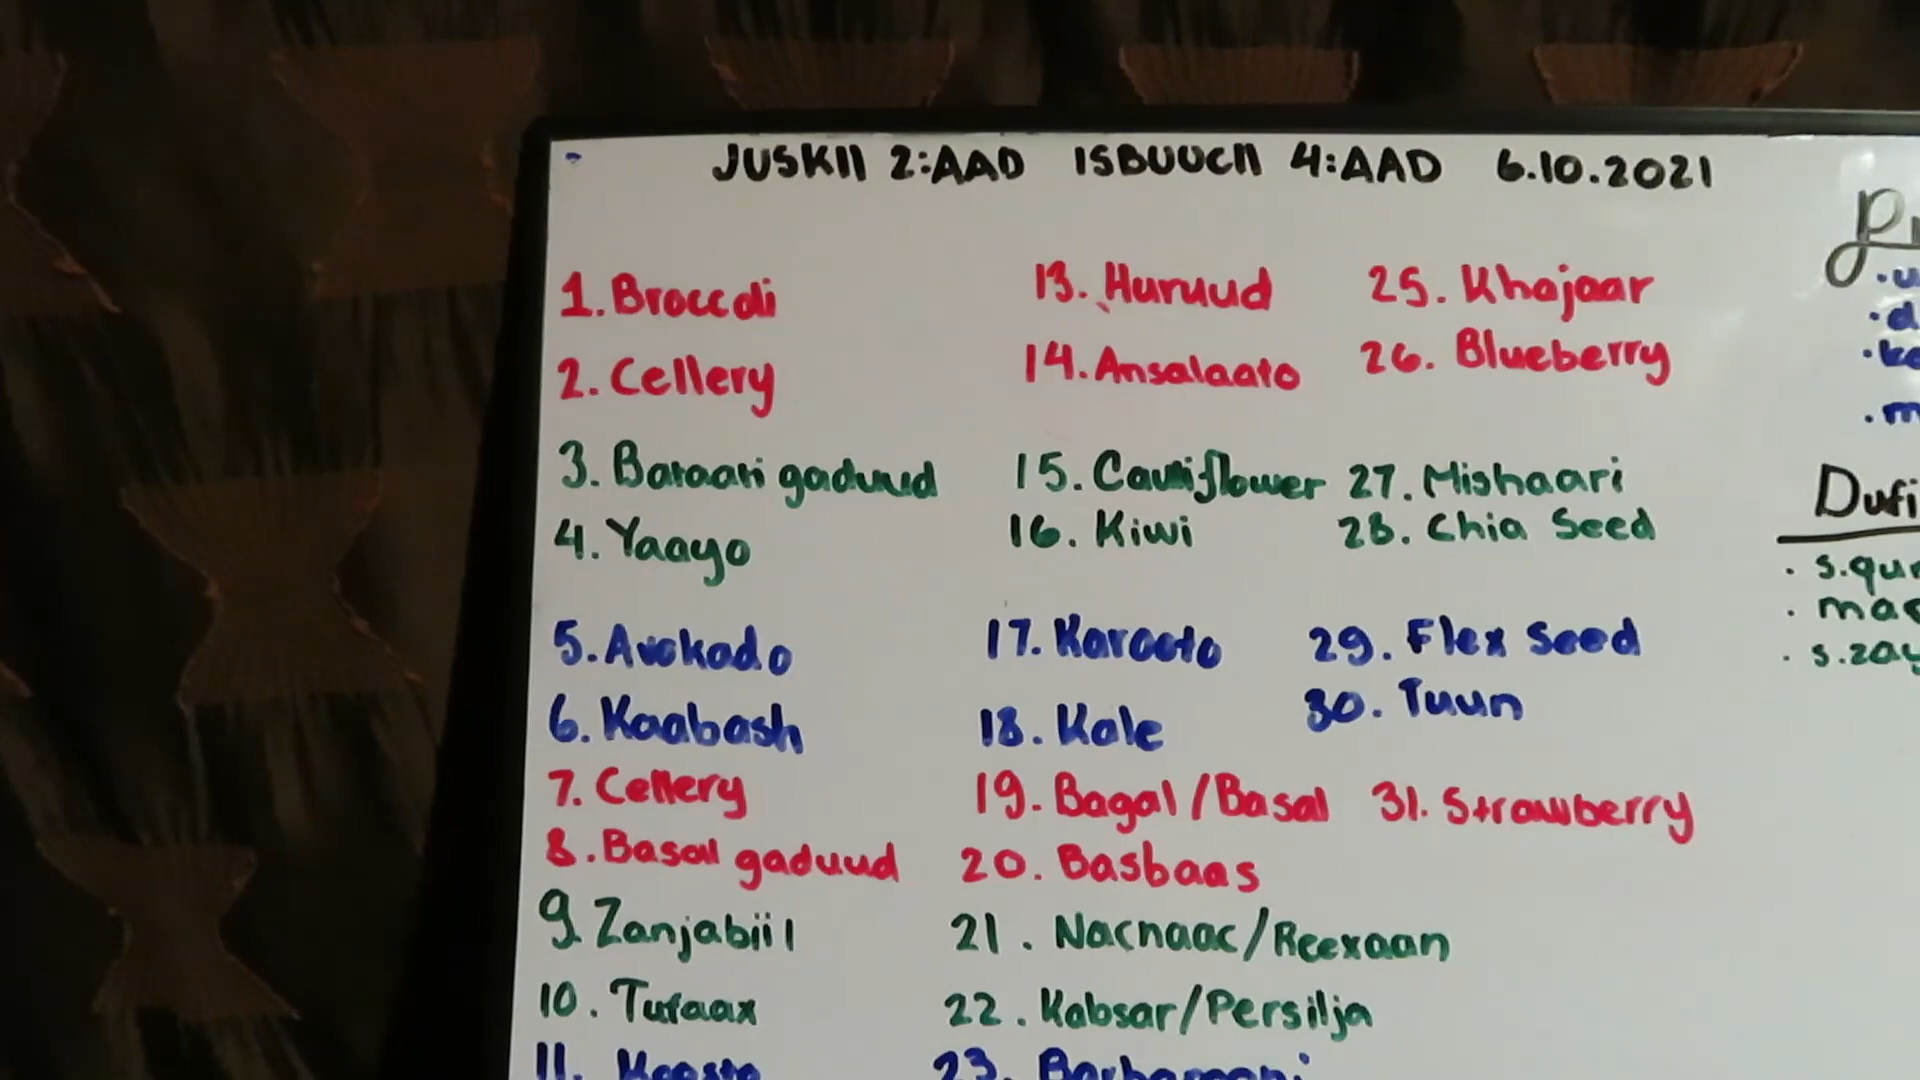 JUSKII 2:AAD ISBUUCII 4:AAD 6.10.2021
1. Broccoli
2. Cellery
3. Baraari gaduud
4. Yaayo
5. Avokado
6. Kaabash
7. Cellery
8. Basal gaduud
9. Zanjabiil
10. Tufaax
11.
13. Huruud
14. Ansalaato
15. Cauliflower
16. Kiwi
17. Karooto
18. Kale
19. Bagal/Basal
20. Basbaas
21. Nacnaac/Reexaan
22. Kabsar/Persilja
23.
25. Khajaar
26. Blueberry
27. Mishaari
28. Chia Seed
29. Flex Seed
30. Tuun
31. Strawberry